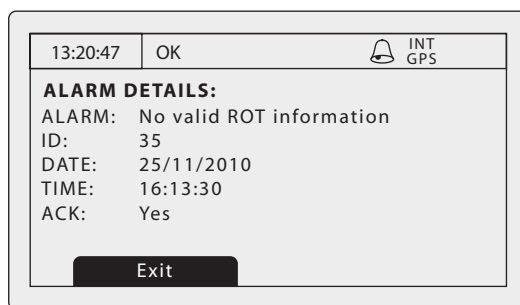 13:20:47 OK INT
GPS
ALARM DETAILS:
ALARM: No valid ROT information
ID: 35
DATE: 25/11/2010
TIME: 16:13:30
ACK: Yes
Exit